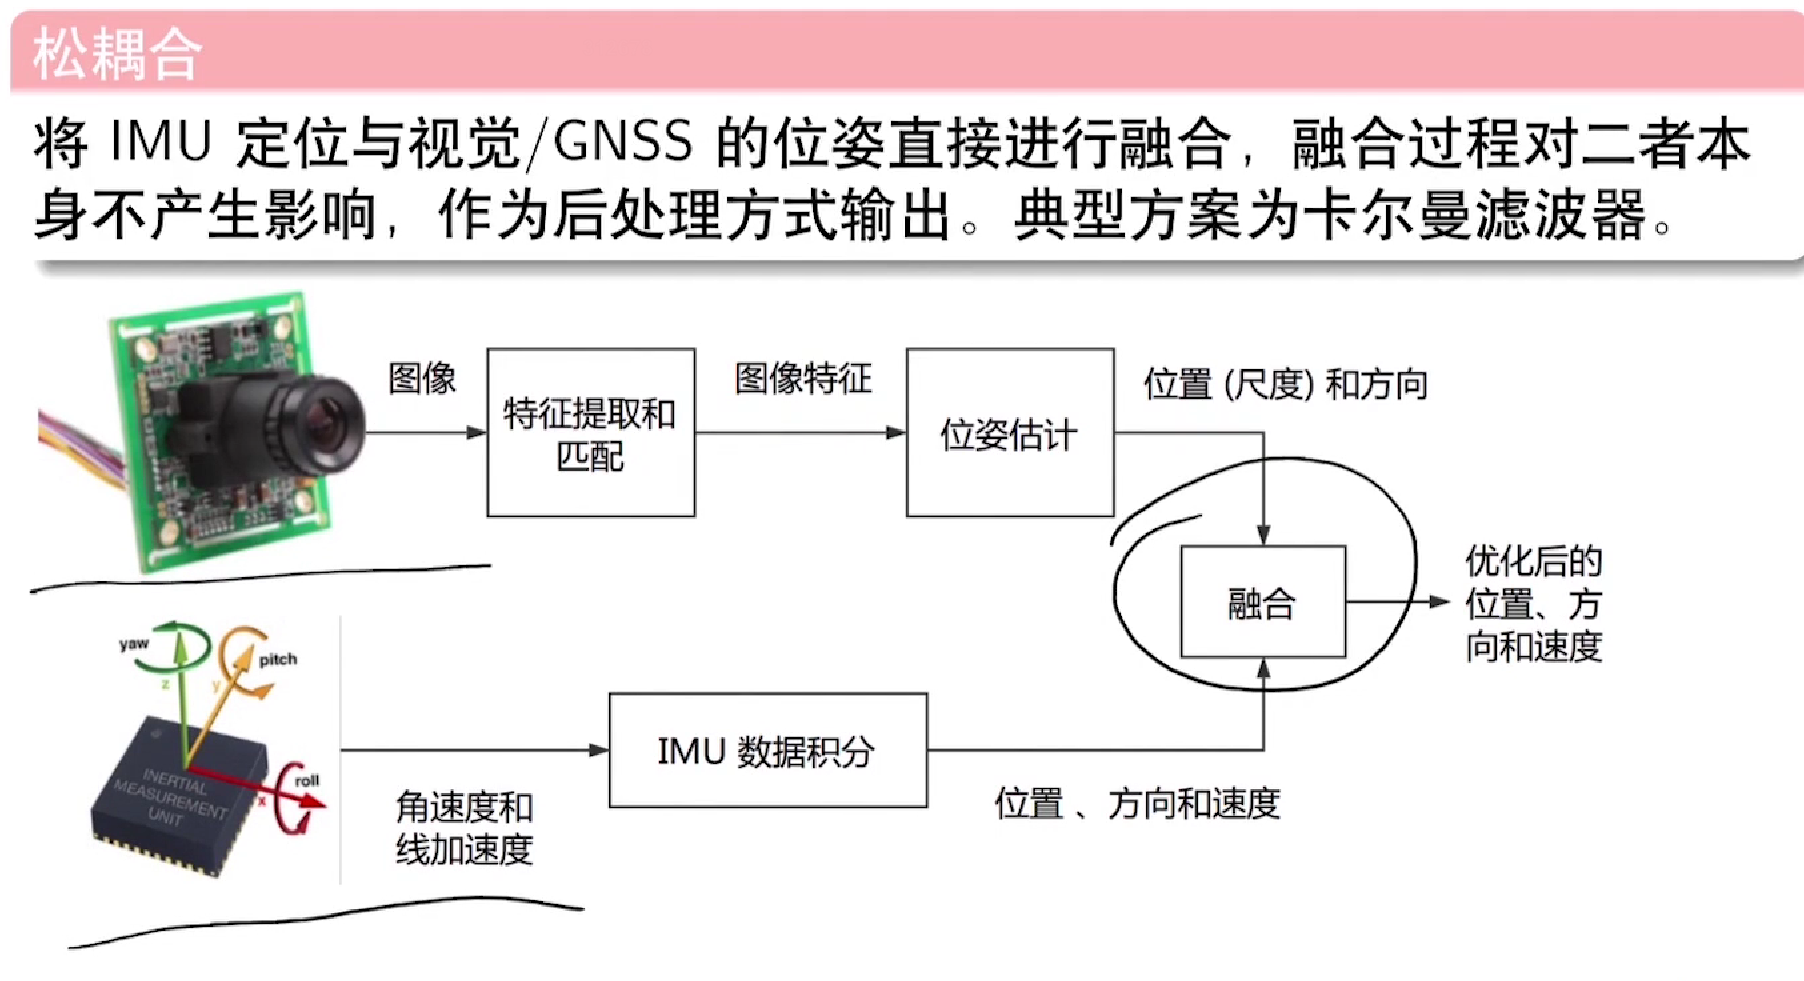 松耦合
将 IMU 定位与视觉/GNSS 的位姿直接进行融合，融合过程对二者本
身不产生影响，作为后处理方式输出。典型方案为卡尔曼滤波器。
图像
特征提取和
匹配
图像特征
位姿估计
位置 (尺度) 和方向
融合
优化后的
位置、方
向和速度
yaw
z
pitch
y
roll
x
INERTIAL
MEASUREMENT
UNIT
角速度和
线加速度
IMU 数据积分
位置 、方向和速度